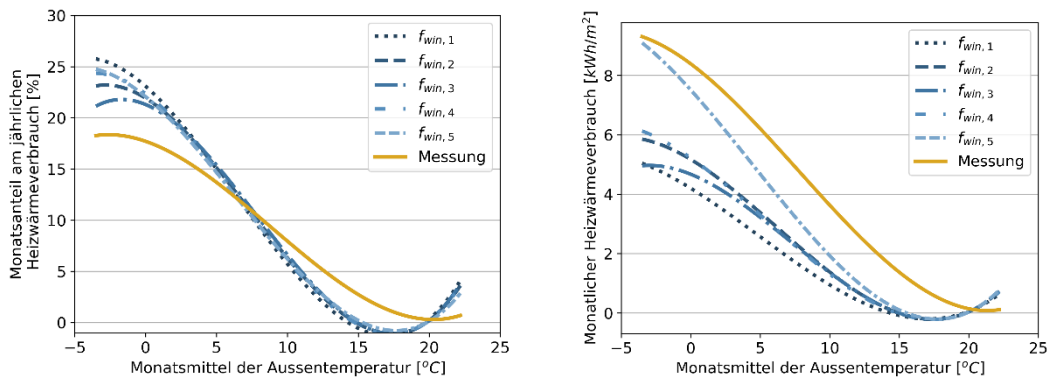 Monatsanteil am jährlichen
Heizwärmeverbrauch [%]
30
25
20
15
10
5
0
−5
0
5
10
15
20
25
Monatsmittel der Aussentemperatur [°C]
f_win, 1
f_win, 2
f_win, 3
f_win, 4
f_win, 5
Messung
Monatlicher Heizwärmeverbrauch [kWh/m²]
8
6
4
2
0
−5
0
5
10
15
20
25
Monatsmittel der Aussentemperatur [°C]
f_win, 1
f_win, 2
f_win, 3
f_win, 4
f_win, 5
Messung